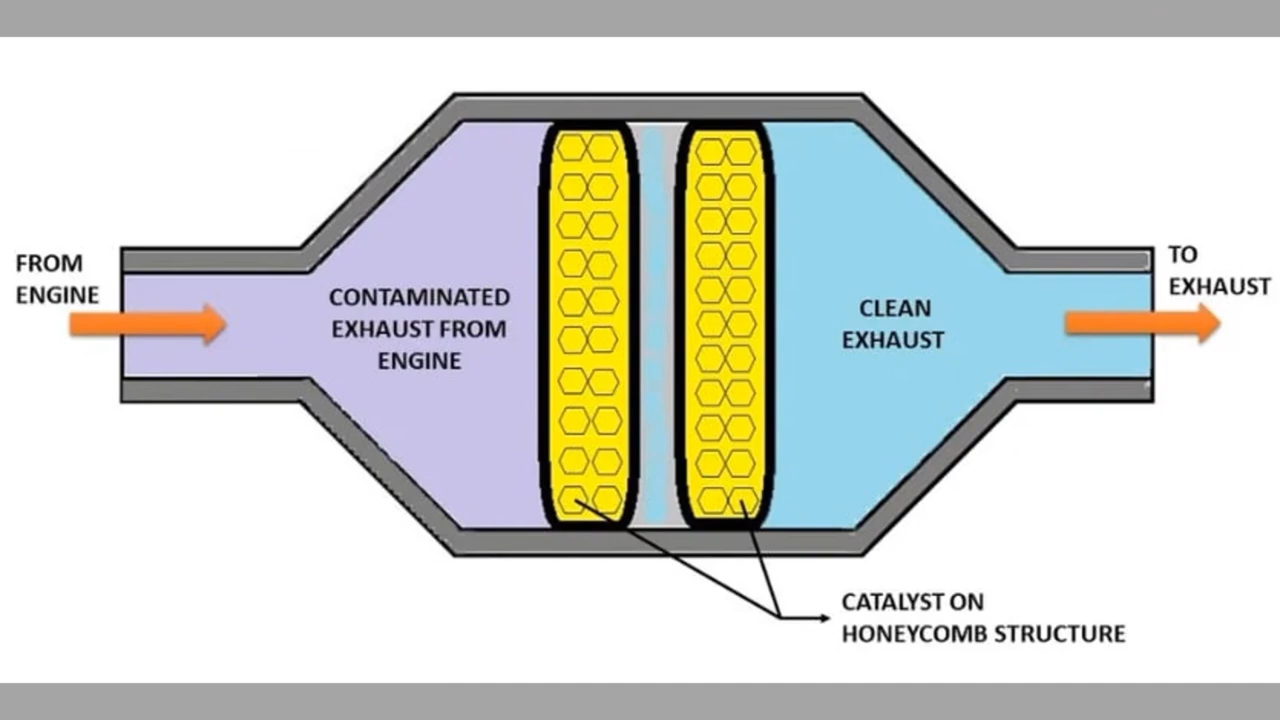 FROM
ENGINE
CONTAMINATED
EXHAUST FROM
ENGINE
CLEAN
EXHAUST
TO
EXHAUST
CATALYST ON
HONEYCOMB STRUCTURE